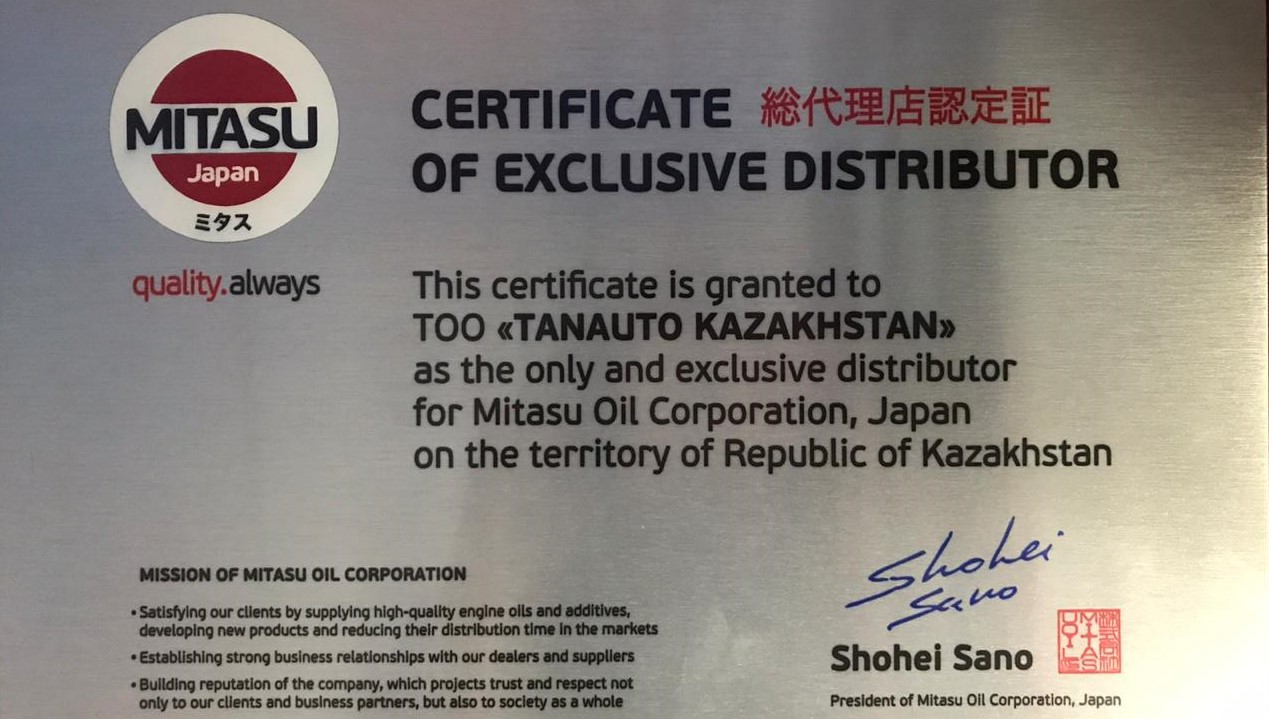 MITASU
Japan
ミタス
quality.always
CERTIFICATE 総代理店認定証
OF EXCLUSIVE DISTRIBUTOR
This certificate is granted to
TOO «TANAUTO KAZAKHSTAN»
as the only and exclusive distributor
for Mitasu Oil Corporation, Japan
on the territory of Republic of Kazakhstan
MISSION OF MITASU OIL CORPORATION
• Satisfying our clients by supplying high-quality engine oils and additives,
developing new products and reducing their distribution time in the markets
• Establishing strong business relationships with our dealers and suppliers
• Building reputation of the company, which projects trust and respect not
only to our clients and business partners, but also to society as a whole
Shohei
Sano
Shohei Sano
President of Mitasu Oil Corporation, Japan